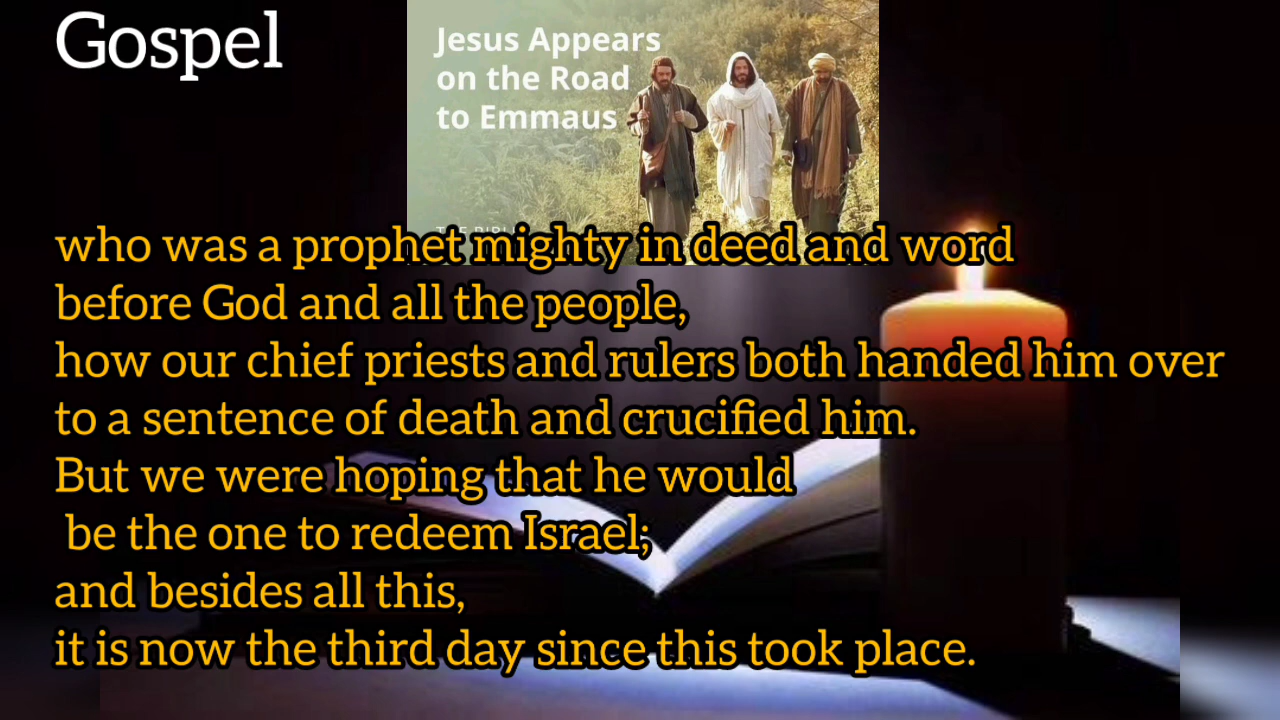 Gospel
Jesus Appears
on the Road
to Emmaus
who was a prophet mighty in deed and word
before God and all the people,
how our chief priests and rulers both handed him over
to a sentence of death and crucified him.
But we were hoping that he would
be the one to redeem Israel;
and besides all this,
it is now the third day since this took place.